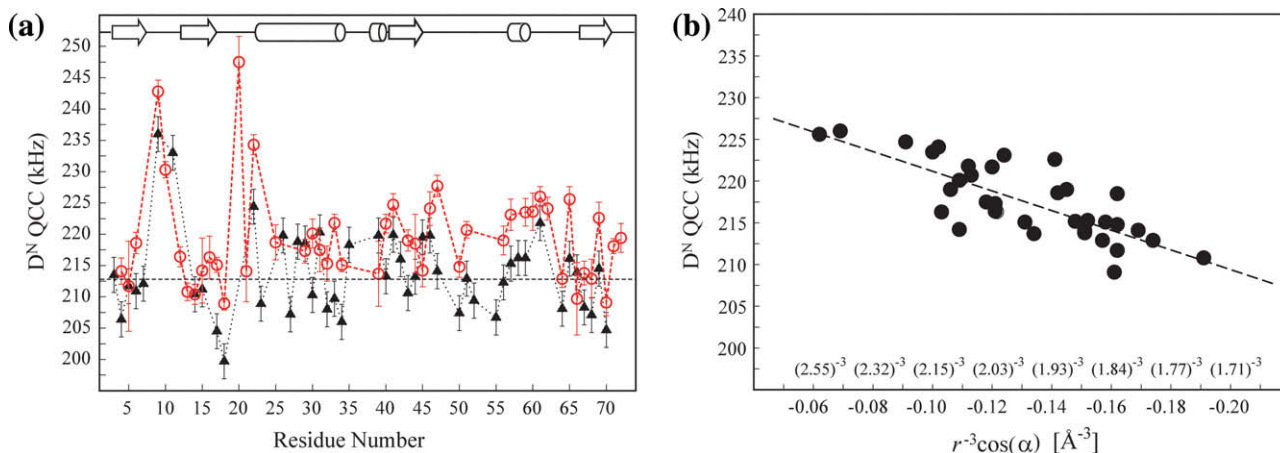 (a)
250
245
240
235
230
225
220
215
210
205
200
Dᴺ QCC (kHz)
5 10 15 20 25 30 35 40 45 50 55 60 65 70
Residue Number
(b)
240
230
225
220
215
210
200
Dᴺ QCC (kHz)
(2.55)⁻³ (2.32)⁻³ (2.15)⁻³ (2.03)⁻³ (1.93)⁻³ (1.84)⁻³ (1.77)⁻³ (1.71)⁻³
-0.06 -0.08 -0.10 -0.12 -0.14 -0.16 -0.18 -0.20
r⁻³cos(α) [Å⁻³]